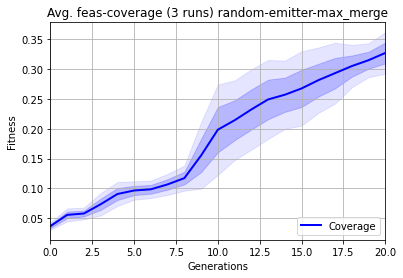 Avg. feas-coverage (3 runs) random-emitter-max_merge
0.35
0.30
0.25
0.20
0.15
0.10
0.05
Fitness
0.0 2.5 5.0 7.5 10.0 12.5 15.0 17.5 20.0
Generations
Coverage